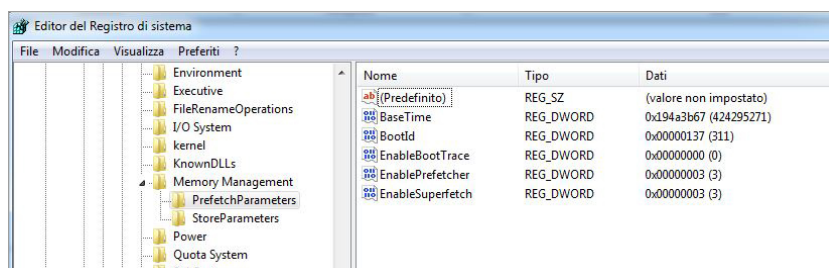 Editor del Registro di sistema
File Modifica Visualizza Preferiti ?
Environment
Executive
FileRenameOperations
I/O System
kernel
KnownDLLs
Memory Management
PrefetchParameters
StoreParameters
Power
Quota System
Nome Tipo Dati
ab (Predefinito) REG_SZ (valore non impostato)
BaseTime REG_DWORD 0x194a3b67 (424295271)
BootId REG_DWORD 0x00000137 (311)
EnableBootTrace REG_DWORD 0x00000000 (0)
EnablePrefetcher REG_DWORD 0x00000003 (3)
EnableSuperfetch REG_DWORD 0x00000003 (3)